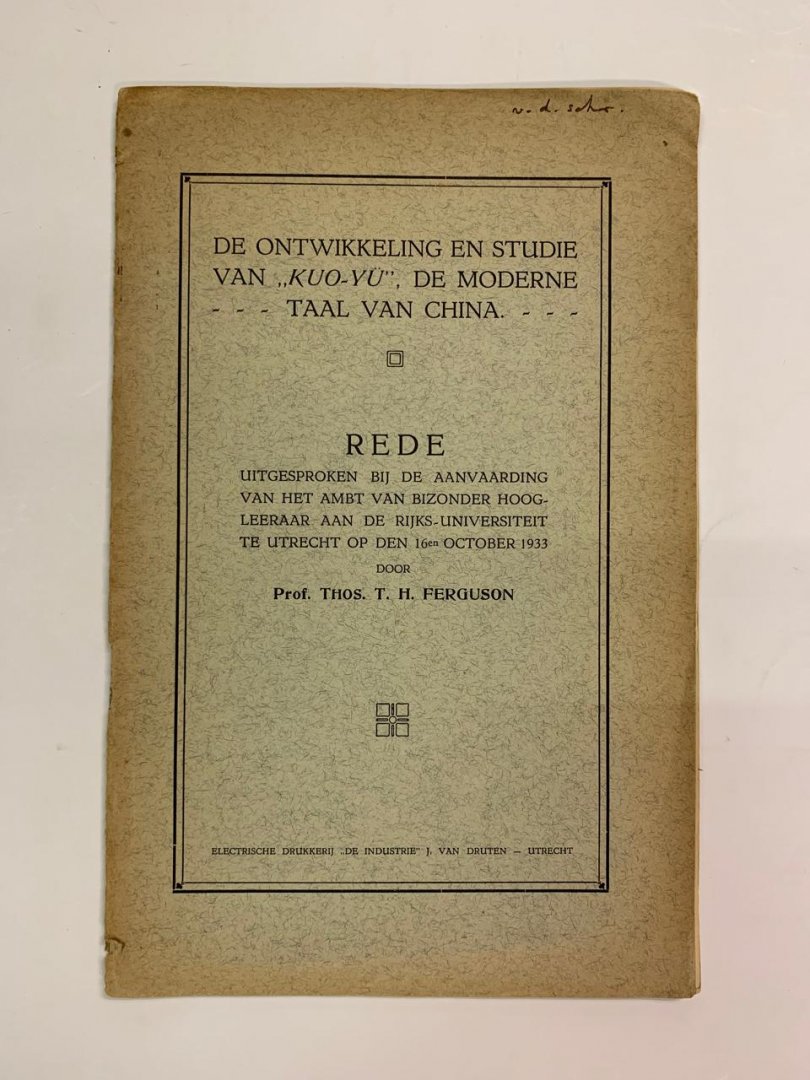 v. d. schr.
DE ONTWIKKELING EN STUDIE
VAN „KUO-YÜ”, DE MODERNE
- - - TAAL VAN CHINA. - - -
REDE
UITGESPROKEN BIJ DE AANVAARDING
VAN HET AMBT VAN BIZONDER HOOG-
LEERAAR AAN DE RIJKS-UNIVERSITEIT
TE UTRECHT OP DEN 16en OCTOBER 1933
DOOR
Prof. THOS. T. H. FERGUSON
ELECTRISCHE DRUKKERIJ „DE INDUSTRIE” J. VAN DRUTEN – UTRECHT